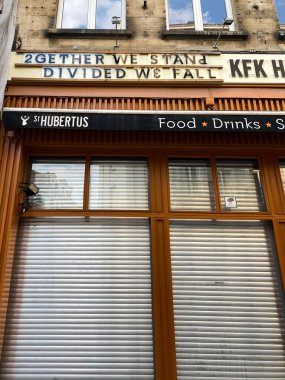 2GETHER WE STAND
DIVIDED WE FALL
KFK H
St HUBERTUS
Food ★ Drinks ★ S